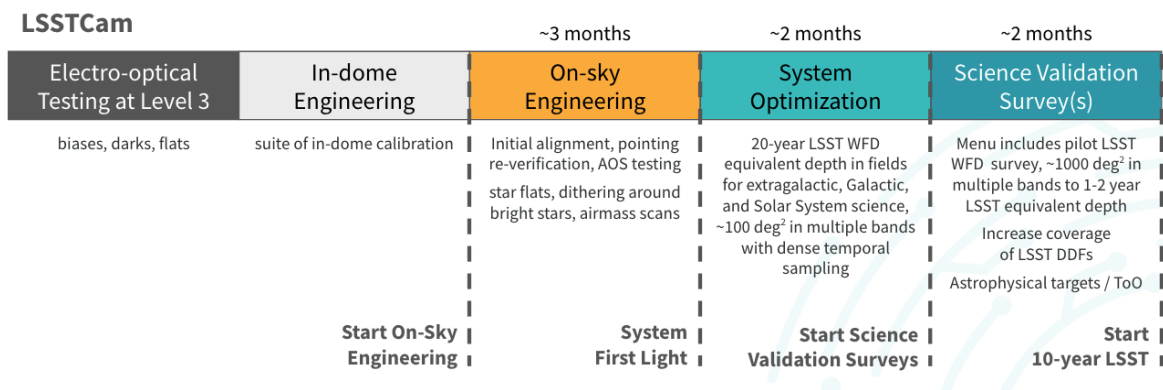 LSSTCam
~3 months
~2 months
~2 months
Electro-optical
Testing at Level 3
In-dome
Engineering
On-sky
Engineering
System
Optimization
Science Validation
Survey(s)
biases, darks, flats
suite of in-dome calibration
Initial alignment, pointing
re-verification, AOS testing
star flats, dithering around
bright stars, airmass scans
20-year LSST WFD
equivalent depth in fields
for extragalactic, Galactic,
and Solar System science,
~100 deg² in multiple bands
with dense temporal
sampling
Menu includes pilot LSST
WFD survey, ~1000 deg² in
multiple bands to 1-2 year
LSST equivalent depth
Increase coverage
of LSST DDFs
Astrophysical targets / ToO
Start On-Sky
Engineering
System
First Light
Start Science
Validation Surveys
Start
10-year LSST